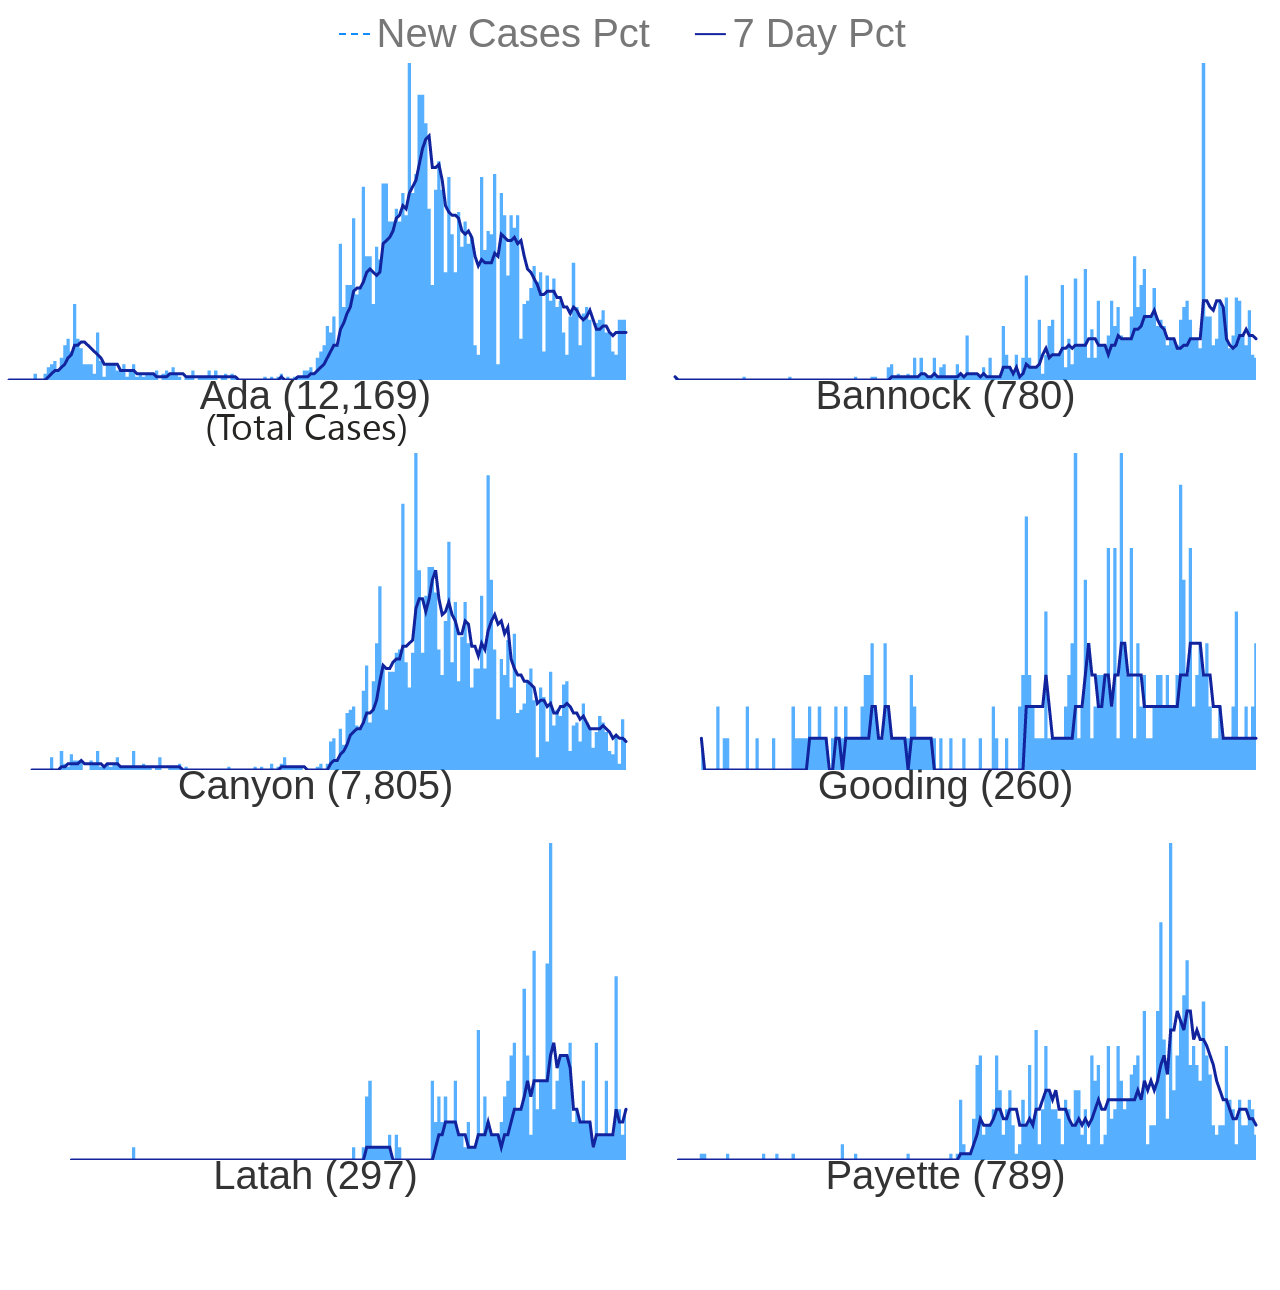 New Cases Pct 7 Day Pct
Ada (12,169)
(Total Cases)
Bannock (780)
Canyon (7,805)
Gooding (260)
Latah (297)
Payette (789)